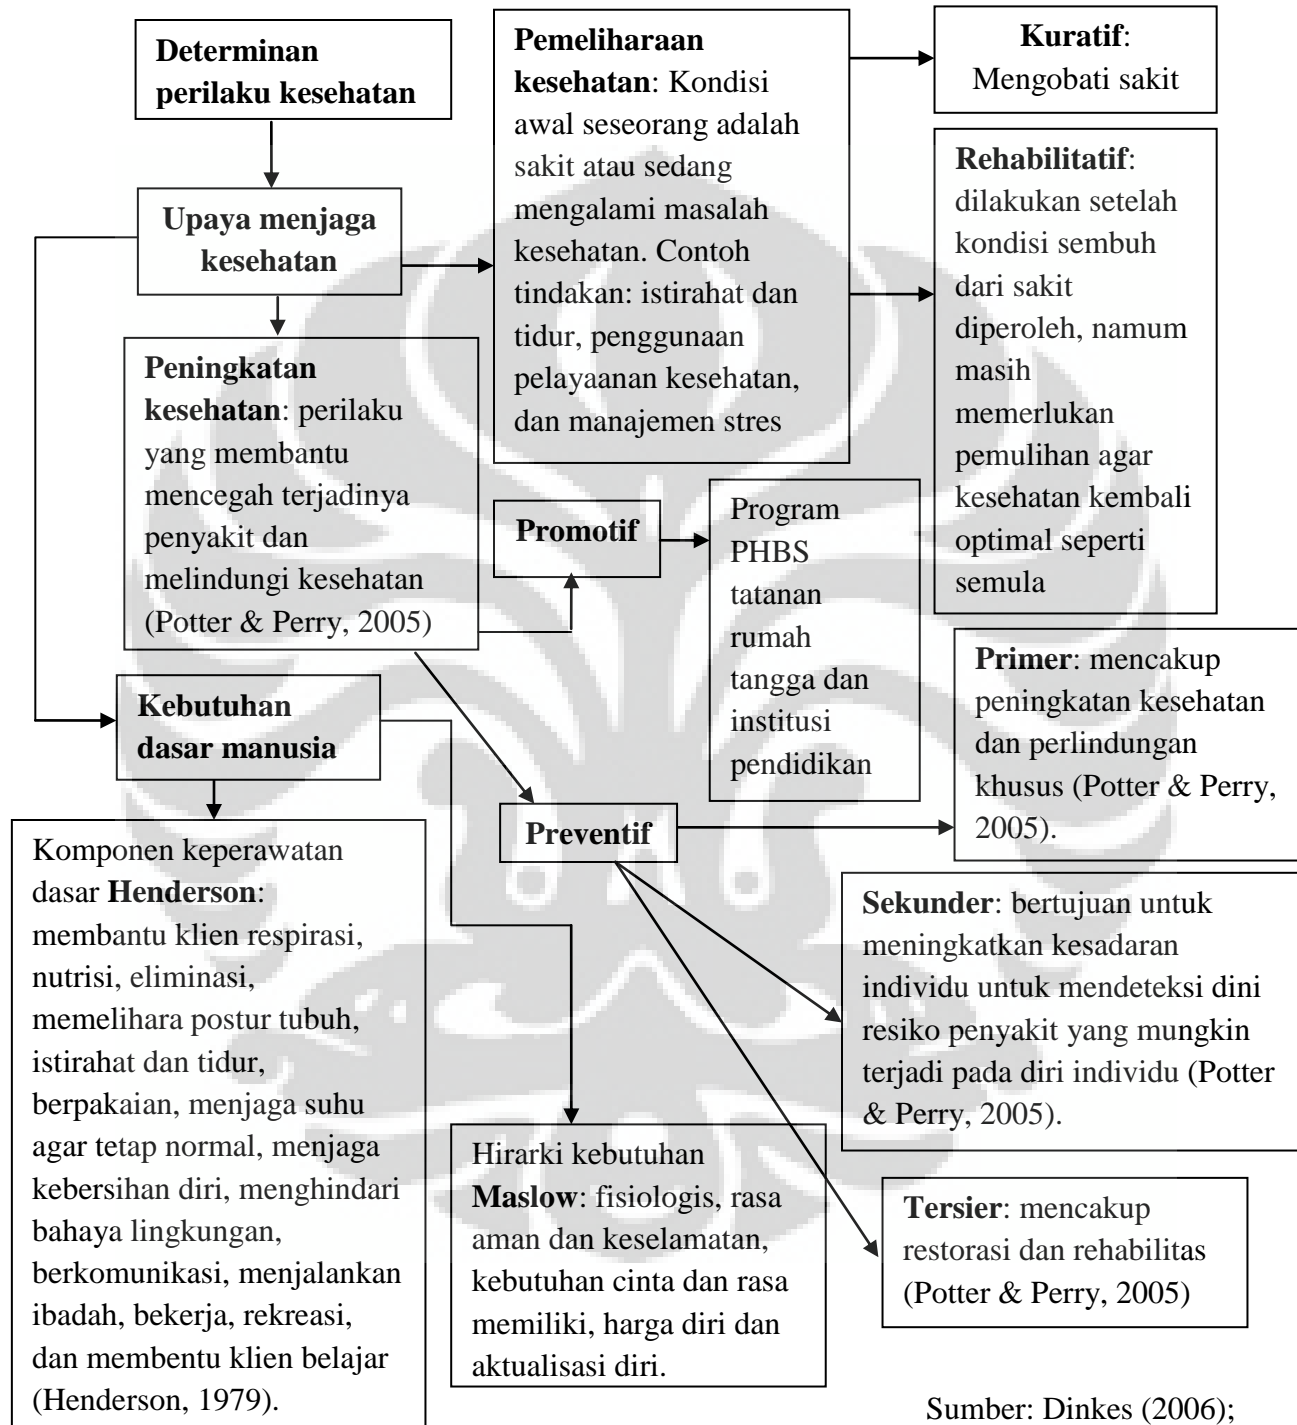 Determinan
perilaku kesehatan
Upaya menjaga
kesehatan
Pemeliharaan
kesehatan: Kondisi
awal seseorang adalah
sakit atau sedang
mengalami masalah
kesehatan. Contoh
tindakan: istirahat dan
tidur, penggunaan
pelayaanan kesehatan,
dan manajemen stres
Kuratif:
Mengobati sakit
Rehabilitatif:
dilakukan setelah
kondisi sembuh
dari sakit
diperoleh, namum
masih
memerlukan
pemulihan agar
kesehatan kembali
optimal seperti
semula
Peningkatan
kesehatan: perilaku
yang membantu
mencegah terjadinya
penyakit dan
melindungi kesehatan
(Potter & Perry, 2005)
Promotif
Program
PHBS
tatanan
rumah
tangga dan
institusi
pendidikan
Kebutuhan
dasar manusia
Preventif
Primer: mencakup
peningkatan kesehatan
dan perlindungan
khusus (Potter & Perry,
2005).
Sekunder: bertujuan untuk
meningkatkan kesadaran
individu untuk mendeteksi dini
resiko penyakit yang mungkin
terjadi pada diri individu (Potter
& Perry, 2005).
Tersier: mencakup
restorasi dan rehabilitas
(Potter & Perry, 2005)
Komponen keperawatan
dasar Henderson:
membantu klien respirasi,
nutrisi, eliminasi,
memelihara postur tubuh,
istirahat dan tidur,
berpakaian, menjaga suhu
agar tetap normal, menjaga
kebersihan diri, menghindari
bahaya lingkungan,
berkomunikasi, menjalankan
ibadah, bekerja, rekreasi,
dan membentu klien belajar
(Henderson, 1979).
Hirarki kebutuhan
Maslow: fisiologis, rasa
aman dan keselamatan,
kebutuhan cinta dan rasa
memiliki, harga diri dan
aktualisasi diri.
Sumber: Dinkes (2006);